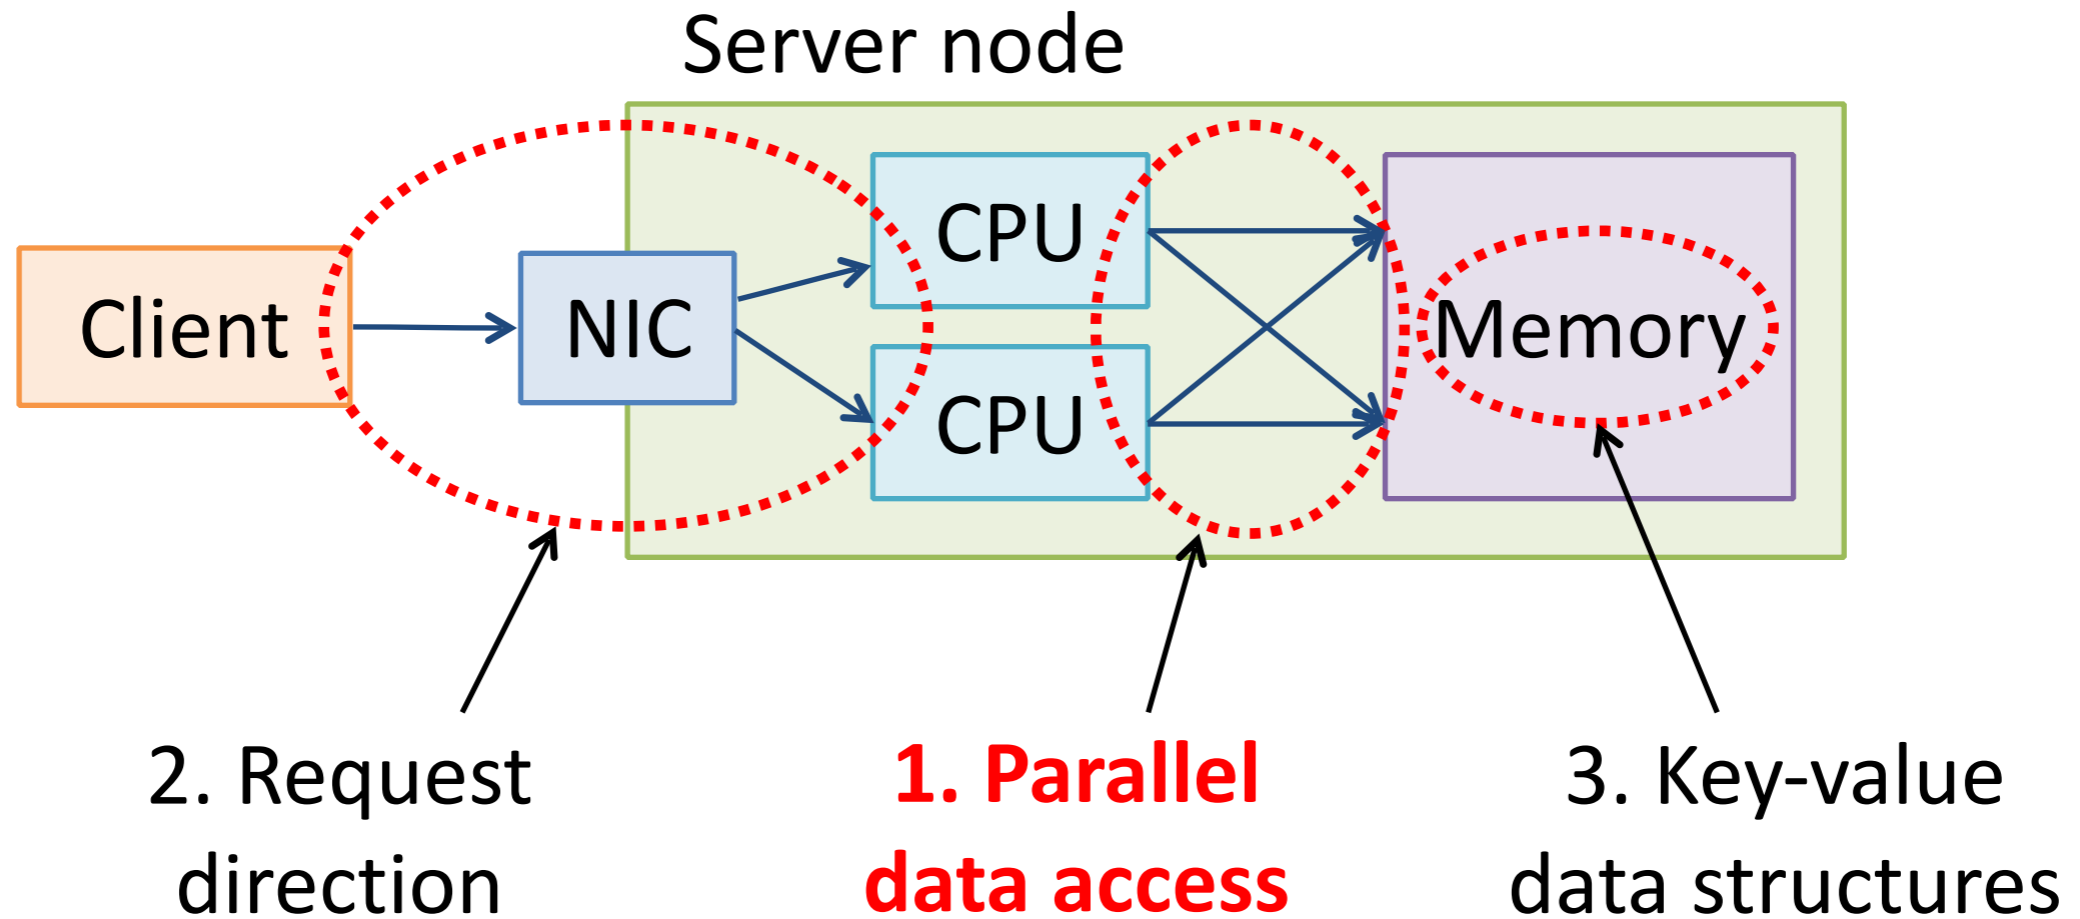 Server node
CPU
Client
NIC
Memory
CPU
2. Request
direction
1. Parallel
data access
3. Key-value
data structures